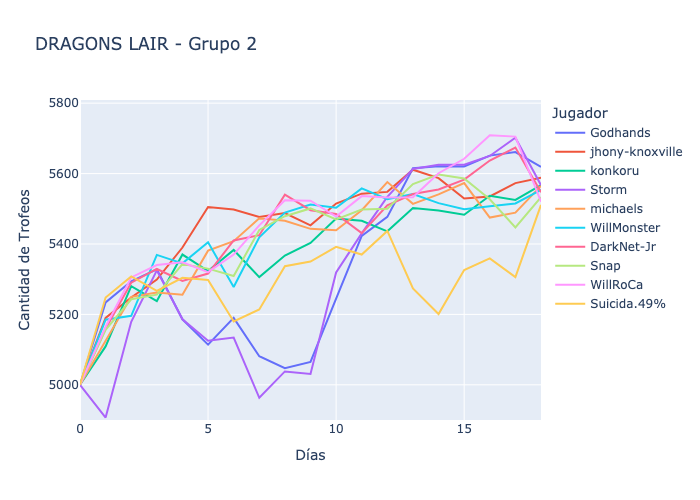 DRAGONS LAIR - Grupo 2
Jugador
Godhands
jhony-knoxville
konkoru
Storm
michaels
WillMonster
DarkNet-Jr
Snap
WillRoCa
Suicida.49%
Cantidad de Trofeos
5800
5600
5400
5200
5000
0
5
10
15
Días